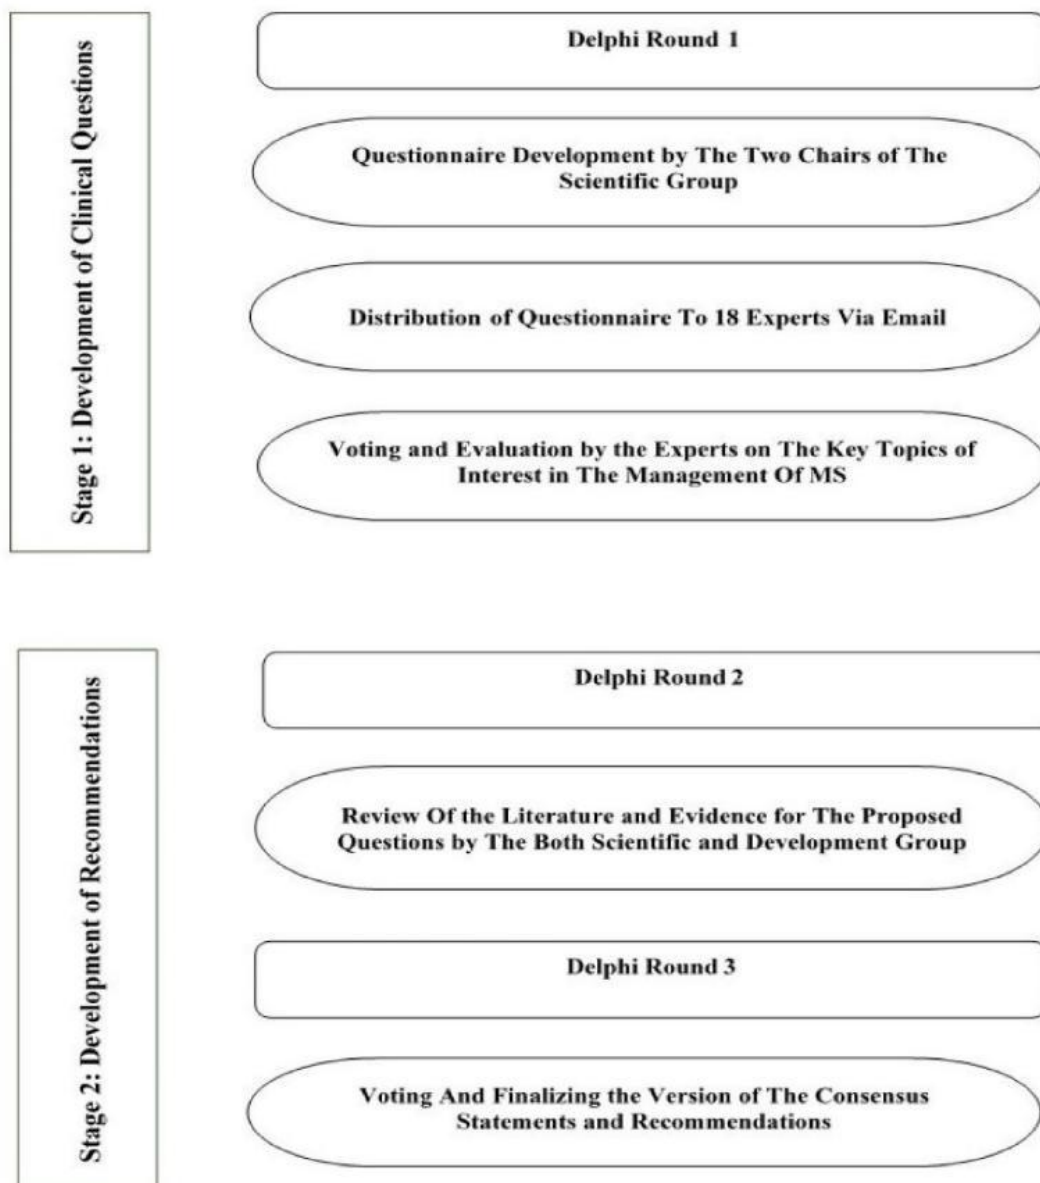 Stage 1: Development of Clinical Questions
Delphi Round 1
Questionnaire Development by The Two Chairs of The
Scientific Group
Distribution of Questionnaire To 18 Experts Via Email
Voting and Evaluation by the Experts on The Key Topics of
Interest in The Management Of MS
Stage 2: Development of Recommendations
Delphi Round 2
Review Of the Literature and Evidence for The Proposed
Questions by The Both Scientific and Development Group
Delphi Round 3
Voting And Finalizing the Version of The Consensus
Statements and Recommendations